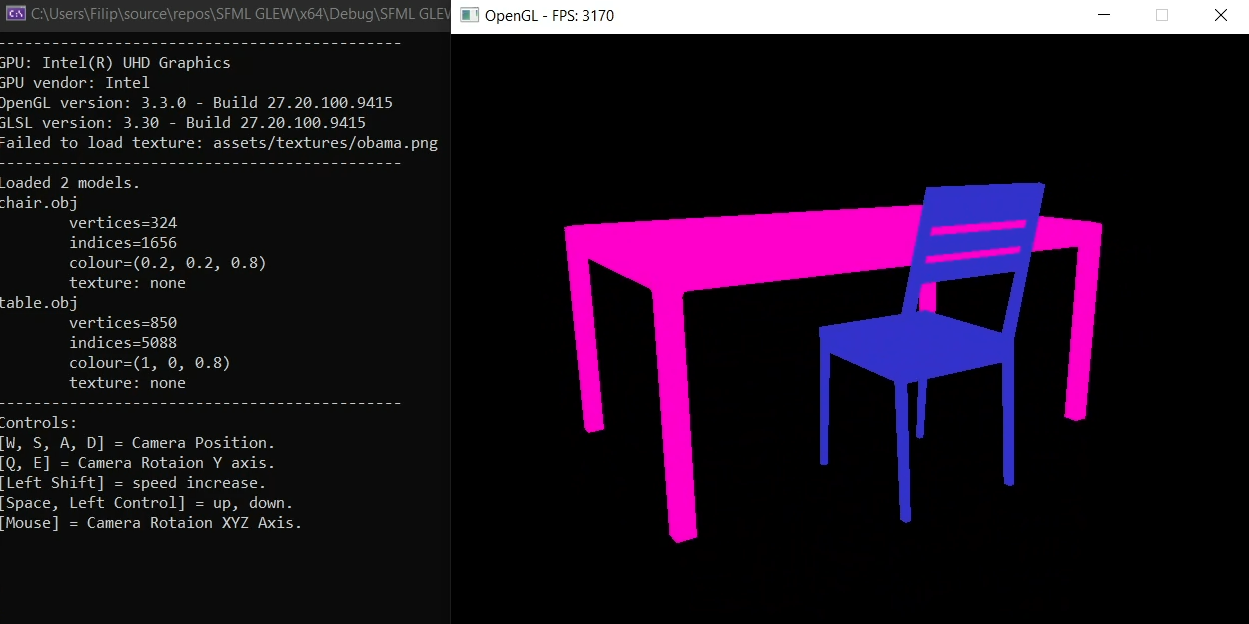 C:\Users\Filip\source\repos\SFML GLEW\x64\Debug\SFML GLEW
OpenGL - FPS: 3170
---------------------------------------------
GPU: Intel(R) UHD Graphics
GPU vendor: Intel
OpenGL version: 3.3.0 - Build 27.20.100.9415
GLSL version: 3.30 - Build 27.20.100.9415
Failed to load texture: assets/textures/obama.png
---------------------------------------------
Loaded 2 models.
chair.obj
vertices=324
indices=1656
colour=(0.2, 0.2, 0.8)
texture: none
table.obj
vertices=850
indices=5088
colour=(1, 0, 0.8)
texture: none
---------------------------------------------
Controls:
[W, S, A, D] = Camera Position.
[Q, E] = Camera Rotaion Y axis.
[Left Shift] = speed increase.
[Space, Left Control] = up, down.
[Mouse] = Camera Rotaion XYZ Axis.